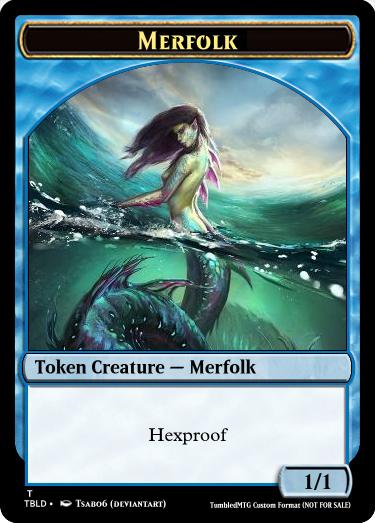 Merfolk
Token Creature — Merfolk
Hexproof
1/1
T
TBLD • Tsabo6 (deviantart)
TumbledMTG Custom Format (NOT FOR SALE)